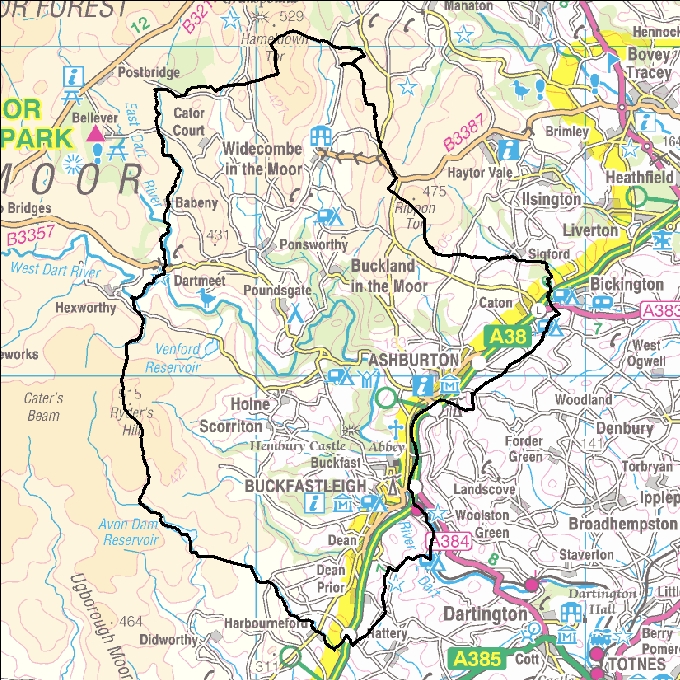 OR FOREST
12
529
Hameldown
Tor
Manaton
Hennock
Postbridge
Bovey
Tracey
OR
PARK
Bellever
East Dart
River
Cator
Court
B3387
Brimley
Widecombe
in the Moor
MOOR
Haytor Vale
Heathfield
475
Rippon
Tor
Ilsington
Bridges
Babeny
B3357
431
Ponsworthy
Liverton
Sigford
West Dart River
Dartmeet
Buckland
in the Moor
Bickington
Hexworthy
Poundsgate
Caton
A383
7
A38
Venford
Reservoir
183
ASHBURTON
West
Ogwell
eworks
Cater's
Beam
Ryder's
Hill
Holne
Scorriton
Woodland
Denbury
Hembury Castle
Abbey
Forder
Green
Buckfast
Torbryan
421
BUCKFASTLEIGH
Landscove
Woolston
Green
Ipplep
Broadhempston
Avon Dam
Reservoir
River
Dart
Dean
A384
8
Staverton
Dean
Prior
Dartington
Hall
Ugborough Moor
464
Harbourneford
Dartington
Didworthy
Rattery
311
A385
Cott
Berry
Pomer
TOTNES